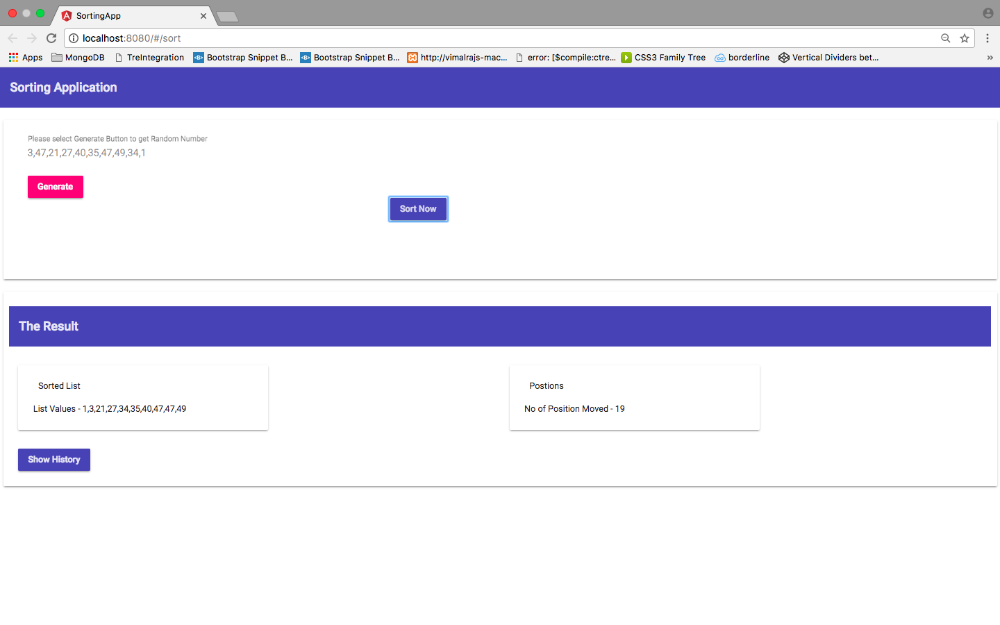 SortingApp
localhost:8080/#/sort
Apps MongoDB TreIntegration Bootstrap Snippet B... Bootstrap Snippet B... http://vimalrajs-mac... error: [$compile:ctre... CSS3 Family Tree borderline Vertical Dividers bet... »
Sorting Application
Please select Generate Button to get Random Number
3,47,21,27,40,35,47,49,34,1
Generate
Sort Now
The Result
Sorted List
List Values - 1,3,21,27,34,35,40,47,47,49
Postions
No of Position Moved - 19
Show History